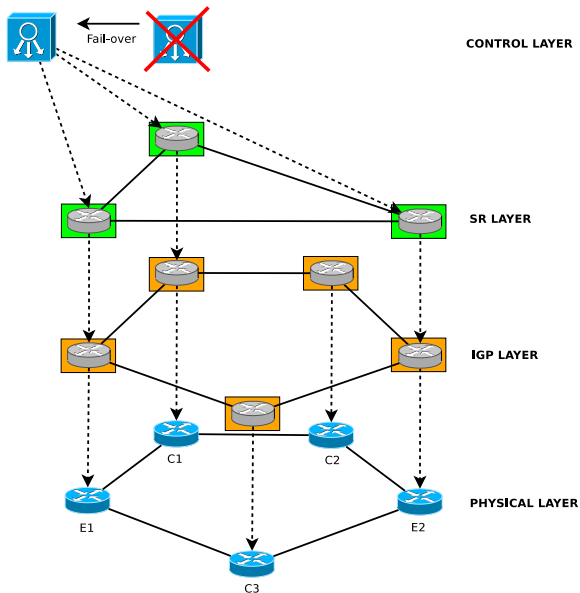 Fail-over
CONTROL LAYER
SR LAYER
IGP LAYER
C1
C2
E1
E2
PHYSICAL LAYER
C3